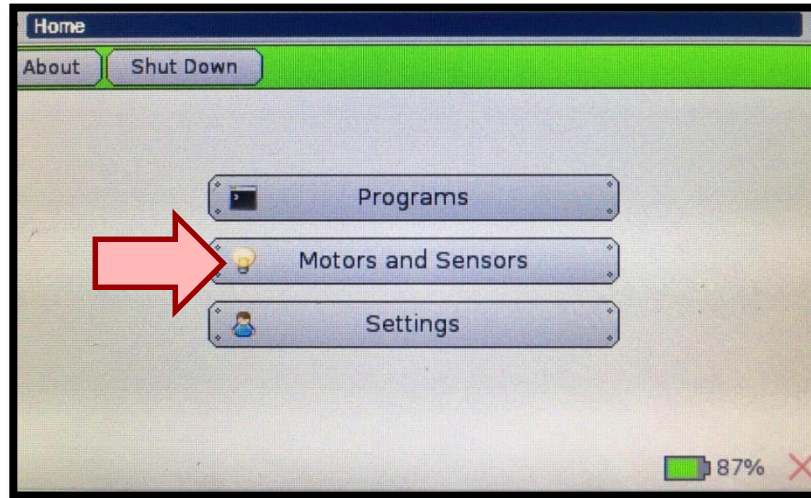 Home
About Shut Down
Programs
Motors and Sensors
Settings
87%